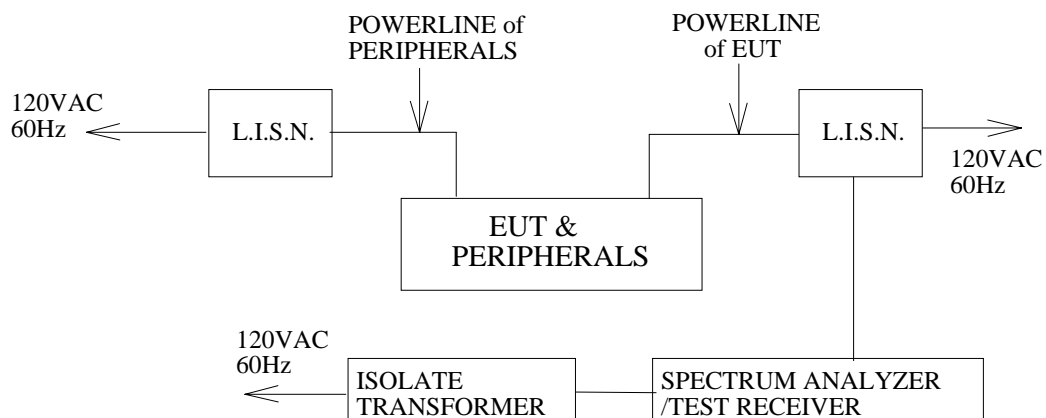 POWERLINE of
PERIPHERALS
POWERLINE
of EUT
120VAC
60Hz
L.I.S.N.
L.I.S.N.
120VAC
60Hz
EUT &
PERIPHERALS
120VAC
60Hz
ISOLATE
TRANSFORMER
SPECTRUM ANALYZER
/TEST RECEIVER